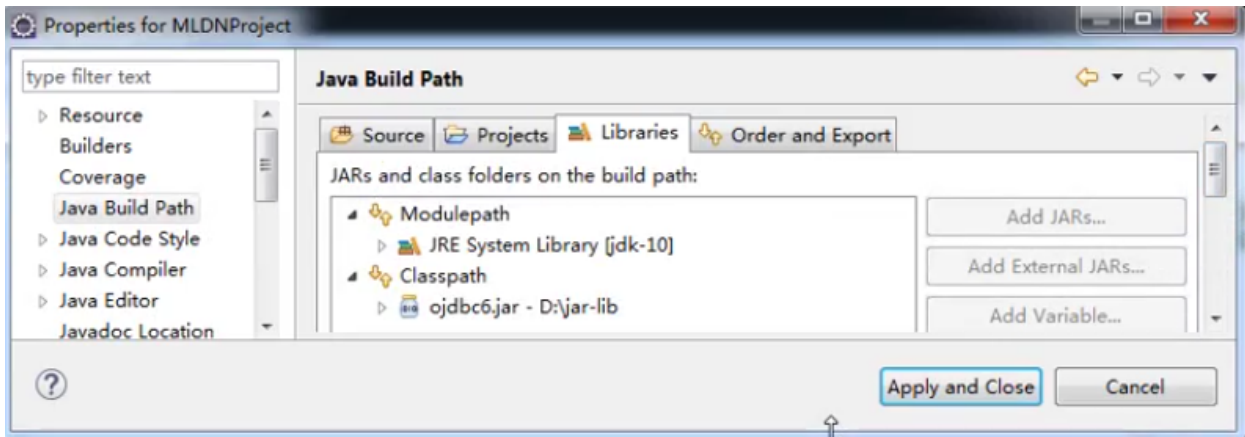 Properties for MLDNProject
type filter text
Resource
Builders
Coverage
Java Build Path
Java Code Style
Java Compiler
Java Editor
Javadoc Location
Java Build Path
Source
Projects
Libraries
Order and Export
JARs and class folders on the build path:
Modulepath
JRE System Library [jdk-10]
Classpath
ojdbc6.jar - D:\jar-lib
Add JARs...
Add External JARs...
Add Variable...
Apply and Close
Cancel